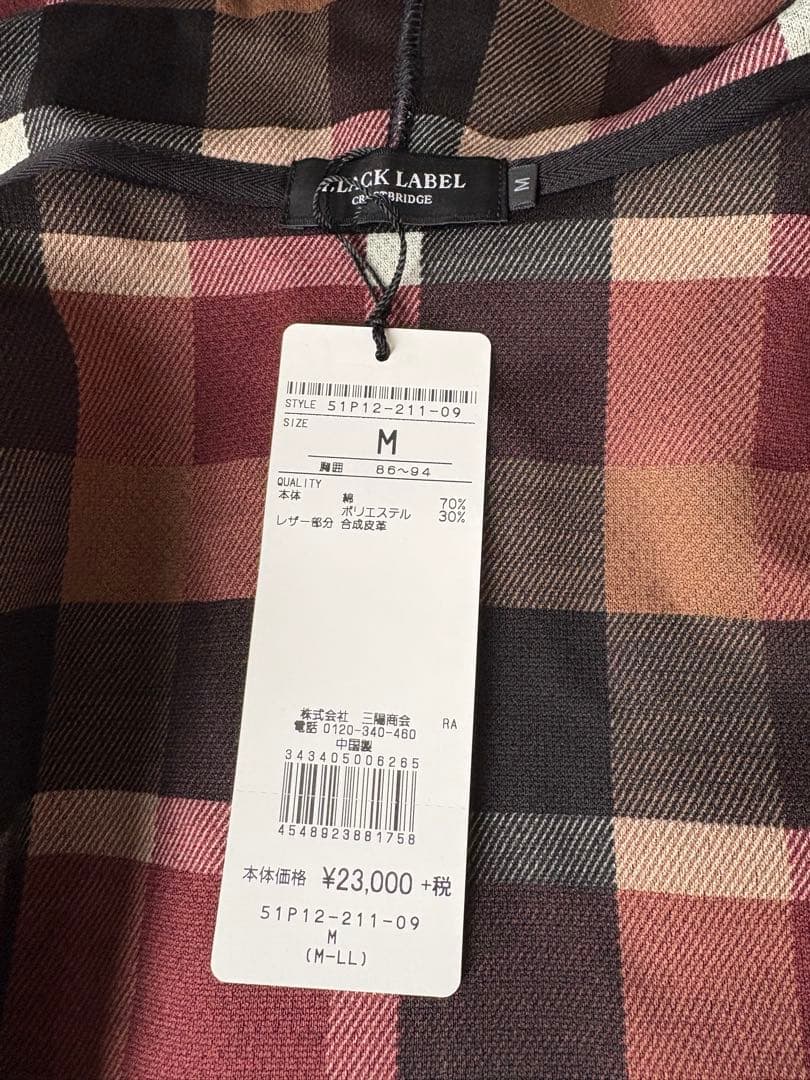 BLACK LABEL
CRESTBRIDGE
M
STYLE 51P12-211-09
SIZE
M
胸囲 86~94
QUALITY
本体 綿 70%
ポリエステル 30%
レザー部分 合成皮革
株式会社 三陽商会 RA
電話 0120-340-460
中国製
343405006265
4548923881758
本体価格 ¥23,000 +税
51P12-211-09
M
(M-LL)